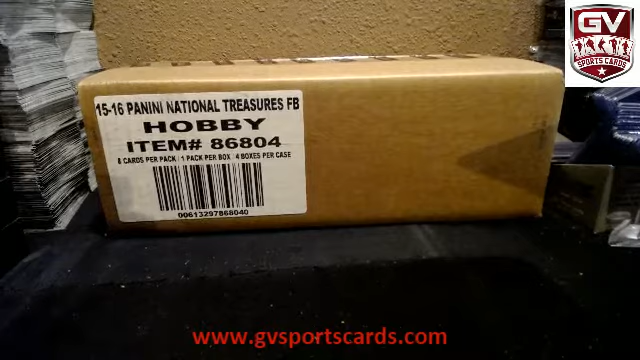 GV
SPORTS CARDS
15-16 PANINI NATIONAL TREASURES FB
HOBBY
ITEM# 86804
8 CARDS PER PACK / 1 PACK PER BOX / 4 BOXES PER CASE
00613297868040
www.gvsportscards.com